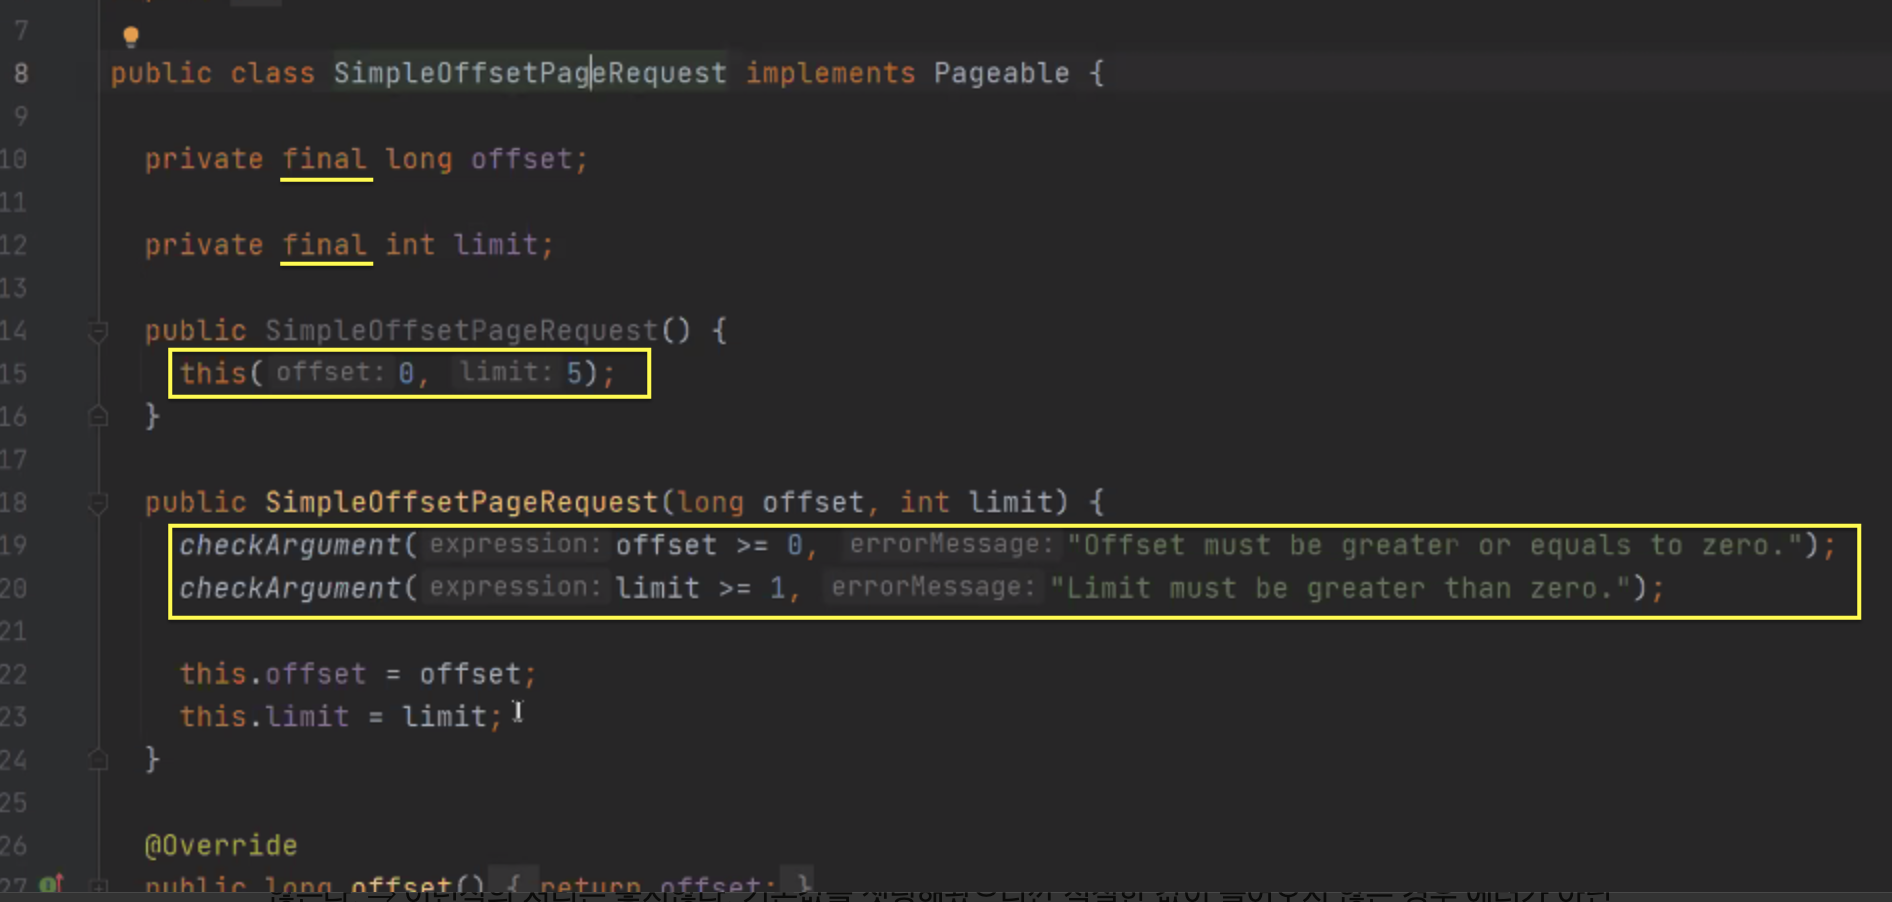 7
8 public class SimpleOffsetPageRequest implements Pageable {
9
10 private final long offset;
11
12 private final int limit;
13
14 public SimpleOffsetPageRequest() {
15 this( offset: 0, limit: 5);
16 }
17
18 public SimpleOffsetPageRequest(long offset, int limit) {
19 checkArgument( expression: offset >= 0, errorMessage: "Offset must be greater or equals to zero.");
20 checkArgument( expression: limit >= 1, errorMessage: "Limit must be greater than zero.");
21
22 this.offset = offset;
23 this.limit = limit;
24 }
25
26 @Override
27 public long offset() { return offset; }